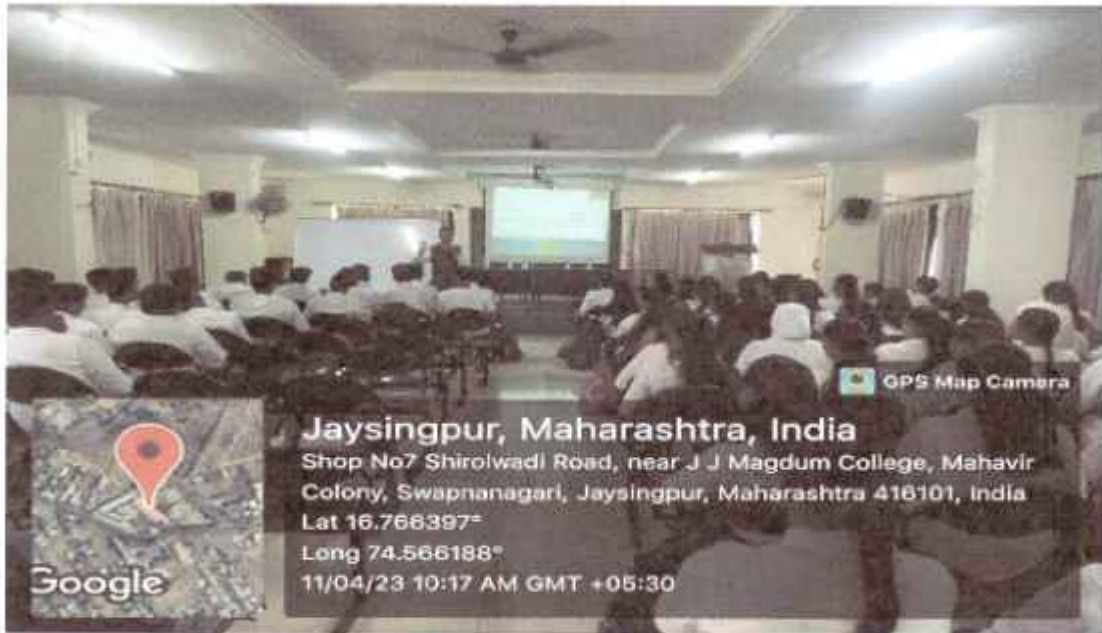 GPS Map Camera
Jaysingpur, Maharashtra, India
Shop No7 Shirolwadi Road, near J J Magdum College, Mahavir
Colony, Swapnanagari, Jaysingpur, Maharashtra 416101, India
Lat 16.766397°
Long 74.566188°
11/04/23 10:17 AM GMT +05:30
Google